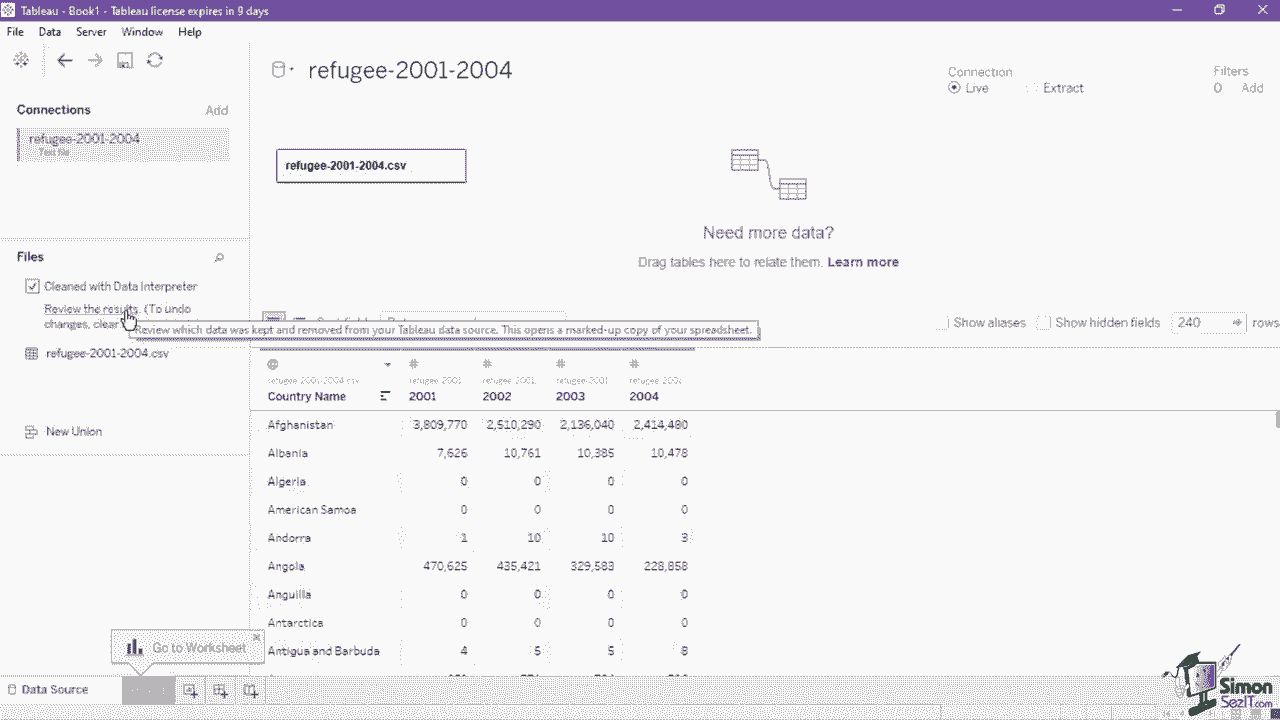 Tableau - Book1 - Tableau license expires in 9 days
File Data Server Window Help
Connections Add
refugee-2001-2004
Text file
refugee-2001-2004
Connection
Live Extract
Filters
0 Add
refugee-2001-2004.csv
Need more data?
Drag tables here to relate them. Learn more
Files
Cleaned with Data Interpreter
Review the results. (To undo
changes, clear
Review which data was kept and removed from your Tableau data source. This opens a marked-up copy of your spreadsheet.
refugee-2001-2004.csv
New Union
Show aliases Show hidden fields 240 rows
refugee-2001-2004.csv refugee-2001 refugee-2001 refugee-2001
Country Name 2001 2002 2003 2004
Afghanistan 3,809,770 2,510,290 2,136,040 2,414,480
Albania 7,626 10,761 10,385 10,478
Algeria 0 0 0 0
American Samoa 0 0 0 0
Andorra 1 10 10 3
Angola 470,625 435,421 329,583 228,858
Anguilla 0 0 0 0
Antarctica 0 0 0 0
Antigua and Barbuda 4 5 5 8
Go to Worksheet
Data Source
Simon
SezIT.com